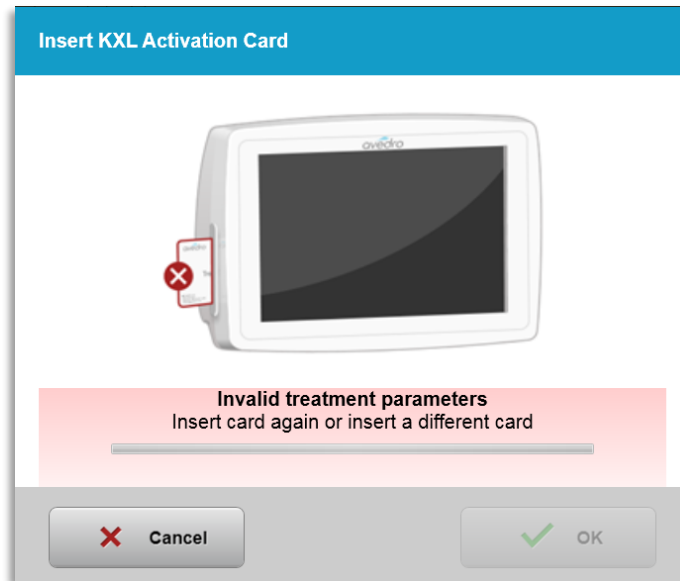 Insert KXL Activation Card
avedro
avedro
Invalid treatment parameters
Insert card again or insert a different card
Cancel
OK